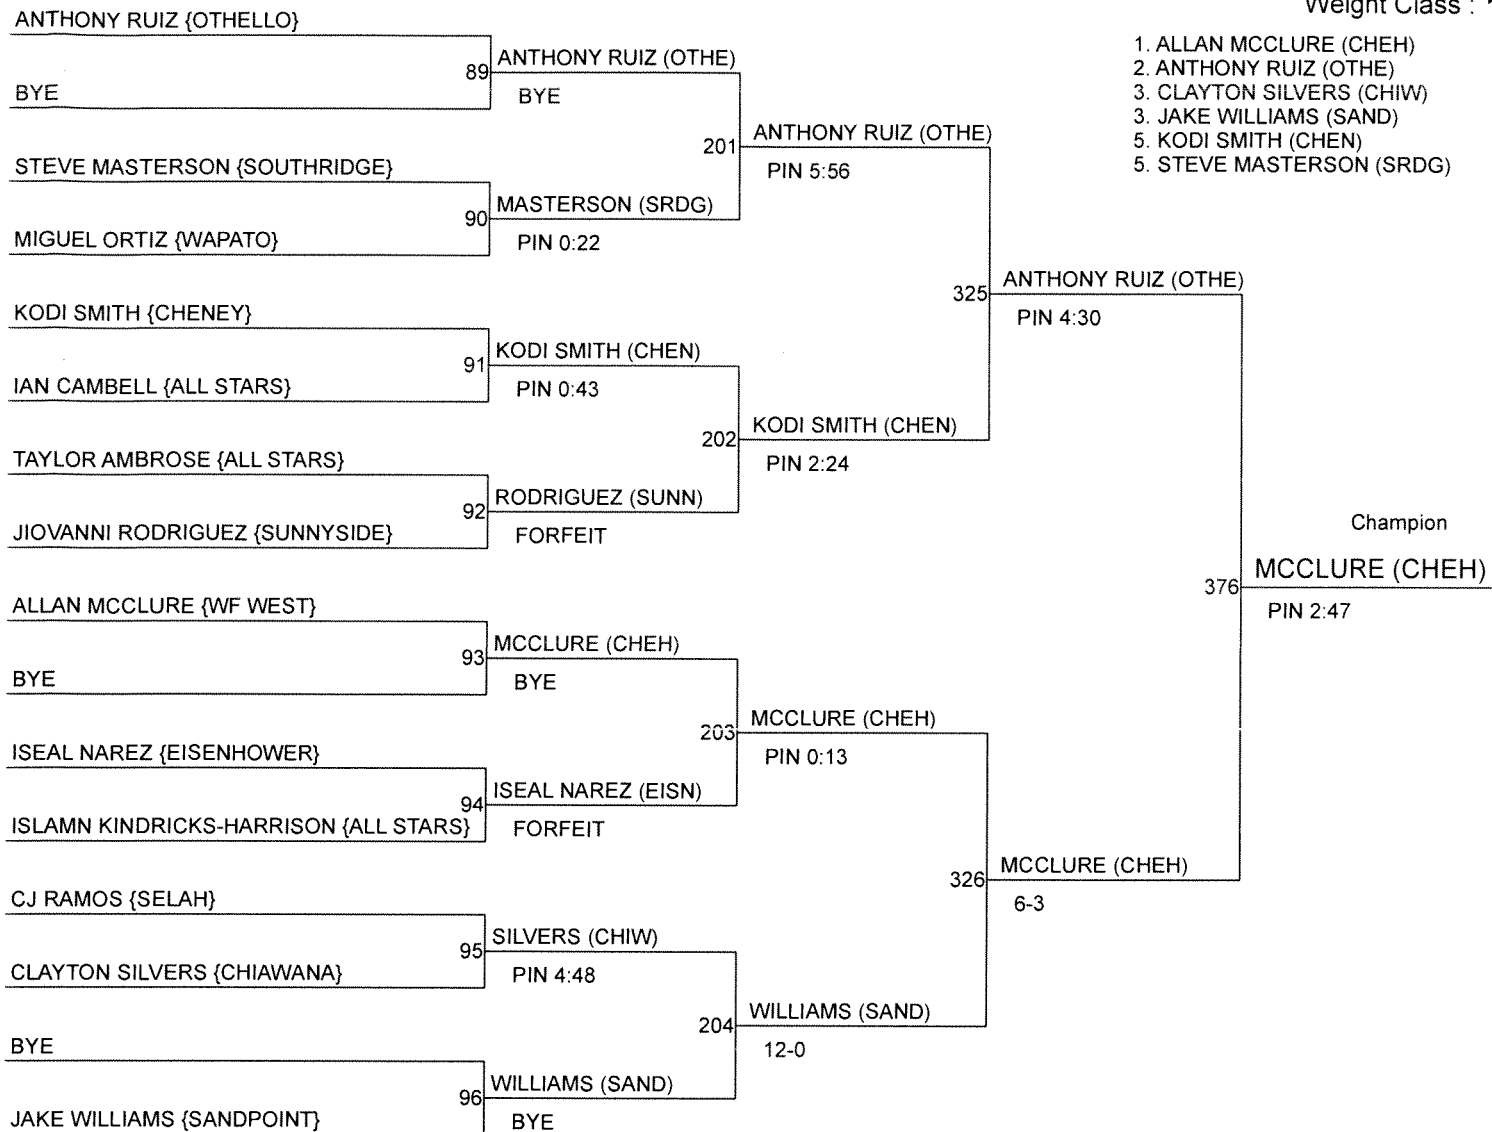 Weight Class :
1. ALLAN MCCLURE (CHEH)
2. ANTHONY RUIZ (OTHE)
3. CLAYTON SILVERS (CHIW)
3. JAKE WILLIAMS (SAND)
5. KODI SMITH (CHEN)
5. STEVE MASTERSON (SRDG)
ANTHONY RUIZ {OTHELLO}
89 ANTHONY RUIZ (OTHE)
BYE
BYE
201 ANTHONY RUIZ (OTHE)
PIN 5:56
STEVE MASTERSON {SOUTHRIDGE}
90 MASTERSON (SRDG)
PIN 0:22
MIGUEL ORTIZ {WAPATO}
325 ANTHONY RUIZ (OTHE)
PIN 4:30
KODI SMITH {CHENEY}
91 KODI SMITH (CHEN)
PIN 0:43
IAN CAMBELL {ALL STARS}
202 KODI SMITH (CHEN)
PIN 2:24
TAYLOR AMBROSE {ALL STARS}
92 RODRIGUEZ (SUNN)
FORFEIT
JIOVANNI RODRIGUEZ {SUNNYSIDE}
Champion
376 MCCLURE (CHEH)
PIN 2:47
ALLAN MCCLURE {WF WEST}
93 MCCLURE (CHEH)
BYE
BYE
203 MCCLURE (CHEH)
PIN 0:13
ISEAL NAREZ {EISENHOWER}
94 ISEAL NAREZ (EISN)
FORFEIT
ISLAMN KINDRICKS-HARRISON {ALL STARS}
326 MCCLURE (CHEH)
6-3
CJ RAMOS {SELAH}
95 SILVERS (CHIW)
PIN 4:48
CLAYTON SILVERS {CHIAWANA}
204 WILLIAMS (SAND)
12-0
BYE
96 WILLIAMS (SAND)
BYE
JAKE WILLIAMS {SANDPOINT}